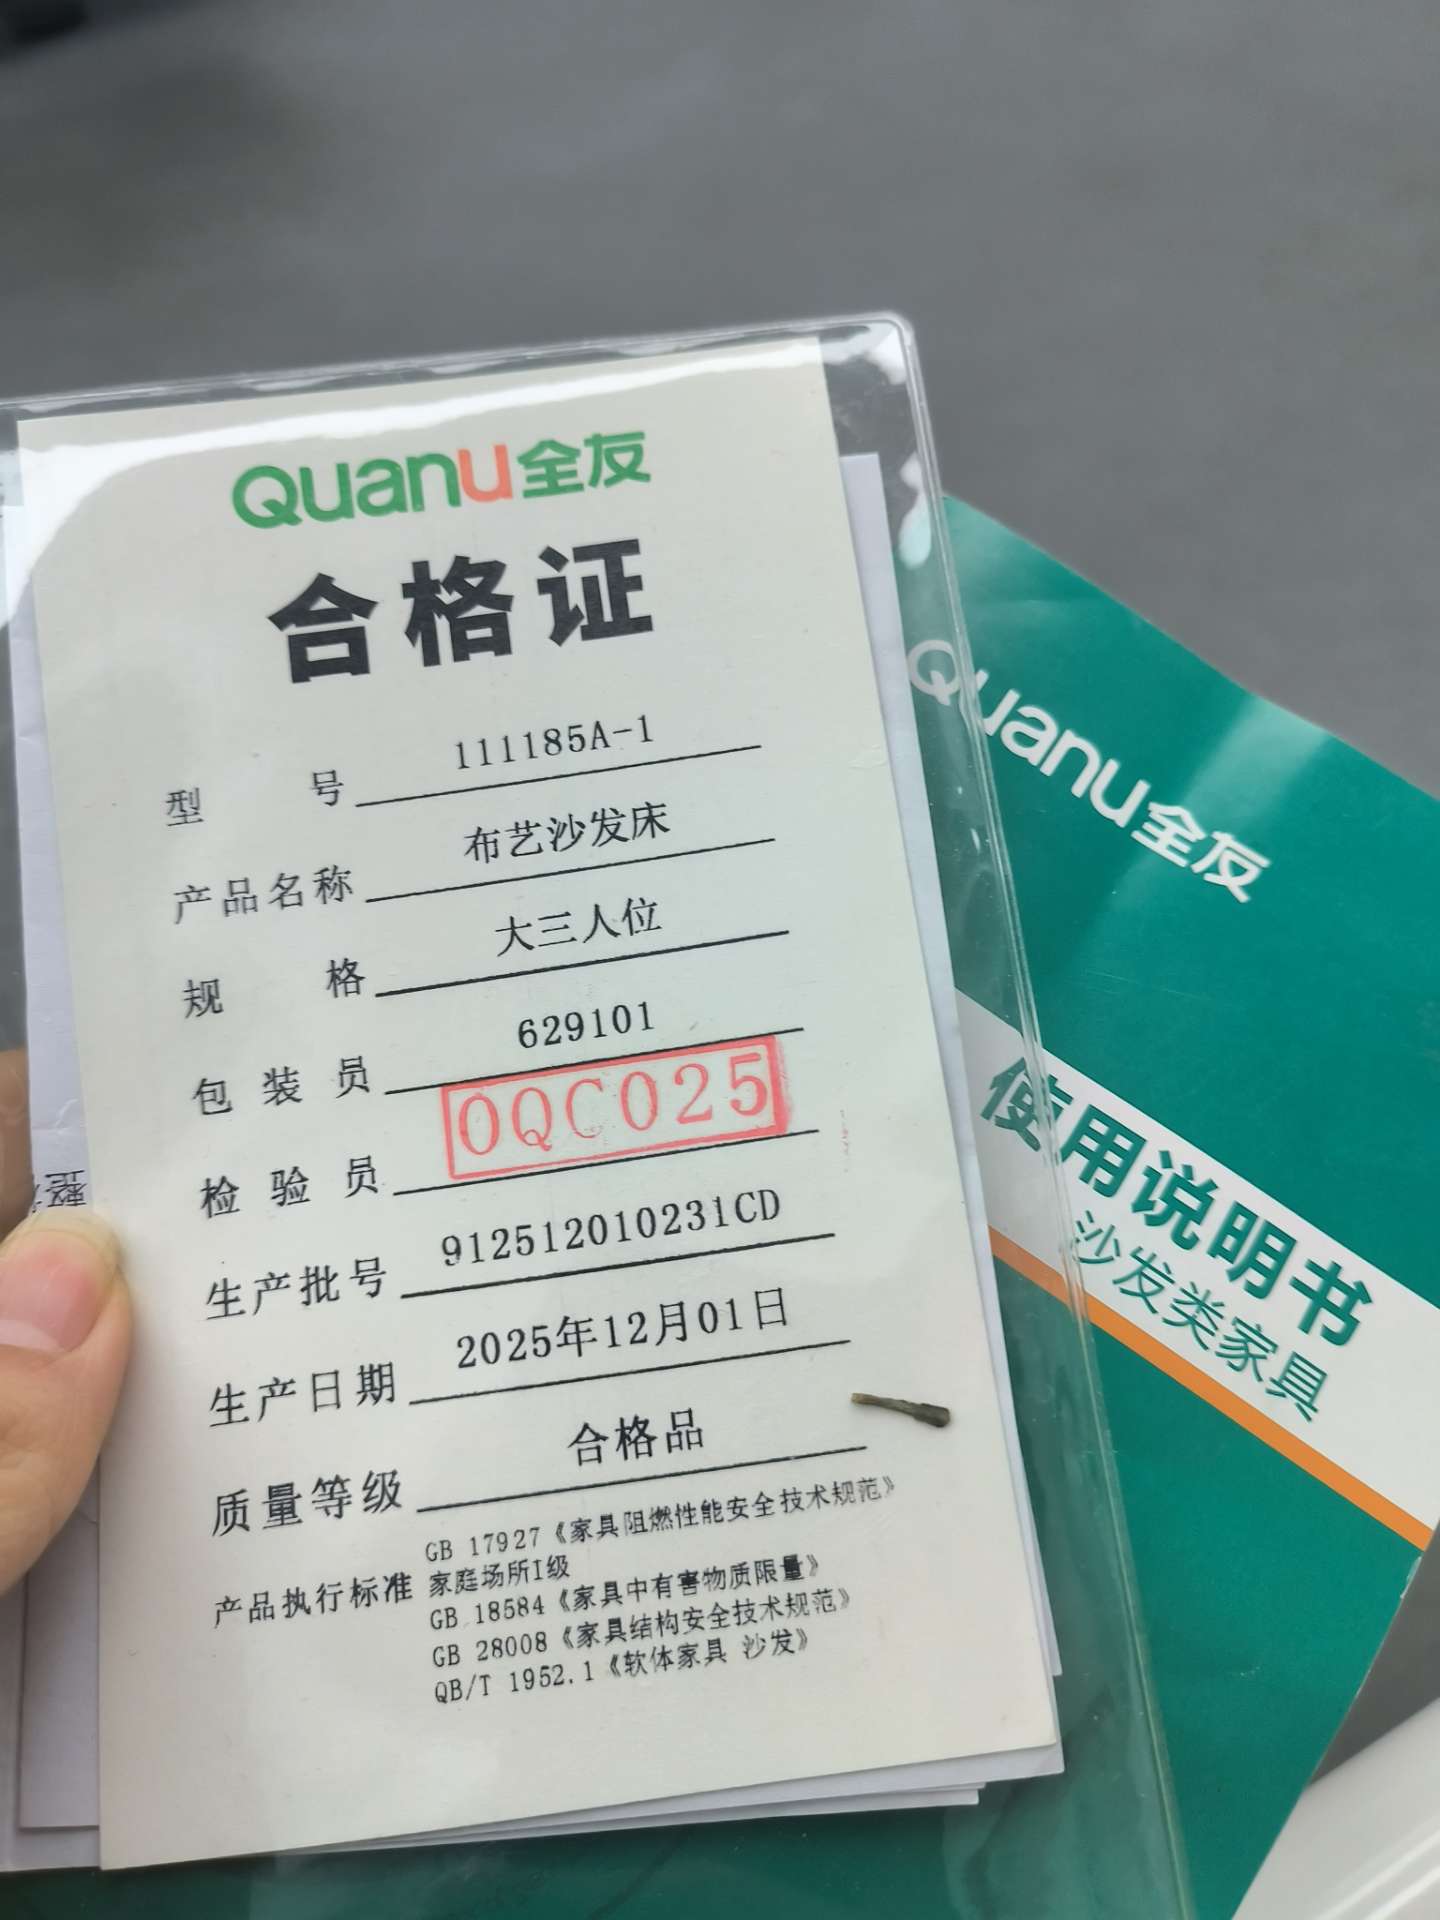 Quanu全友
合格证
型 号 111185A-1
产品名称 布艺沙发床
规 格 大三人位
包 装 员 629101
检 验 员 OQC025
生产批号 912512010231CD
生产日期 2025年12月01日
质量等级 合格品
产品执行标准 GB 17927《家具阻燃性能安全技术规范》
家庭场所I级
GB 18584《家具中有害物质限量》
GB 28008《家具结构安全技术规范》
QB/T 1952.1《软体家具 沙发》
Quanu全友
使用说明书
沙发类家具
整